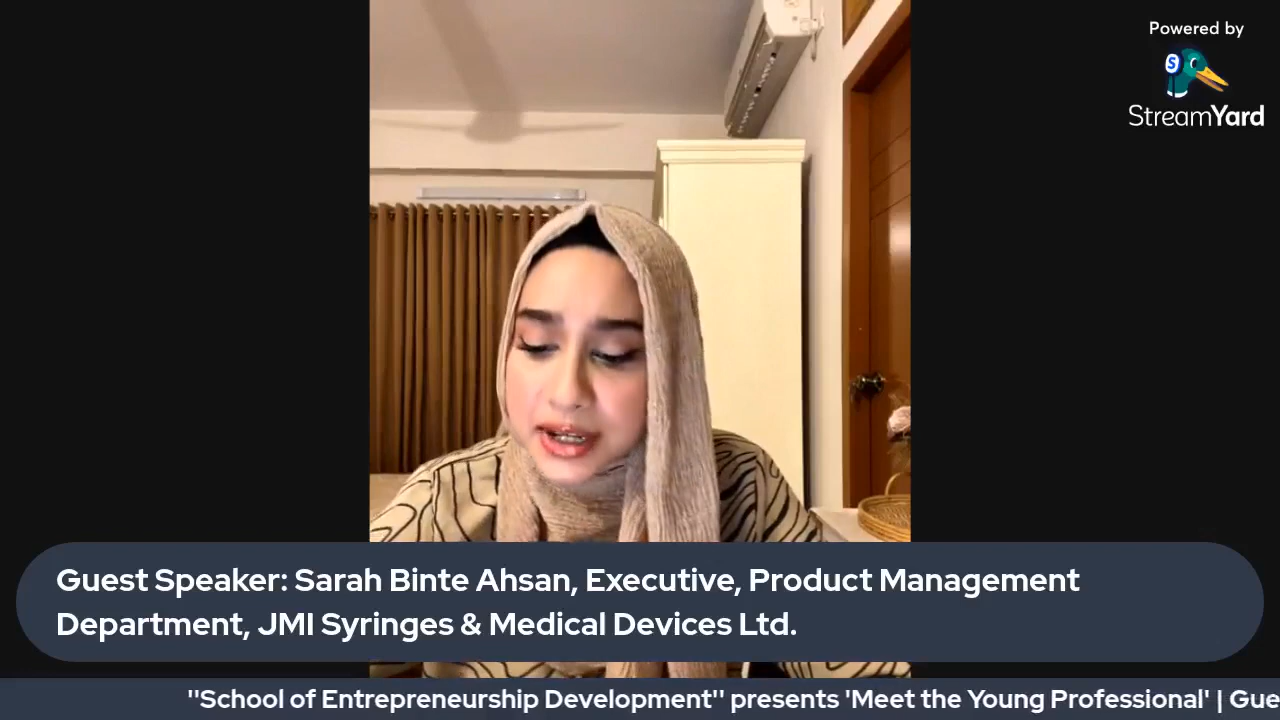 Powered by
S
StreamYard
Guest Speaker: Sarah Binte Ahsan, Executive, Product Management
Department, JMI Syringes & Medical Devices Ltd.
"School of Entrepreneurship Development" presents 'Meet the Young Professional' | Gue